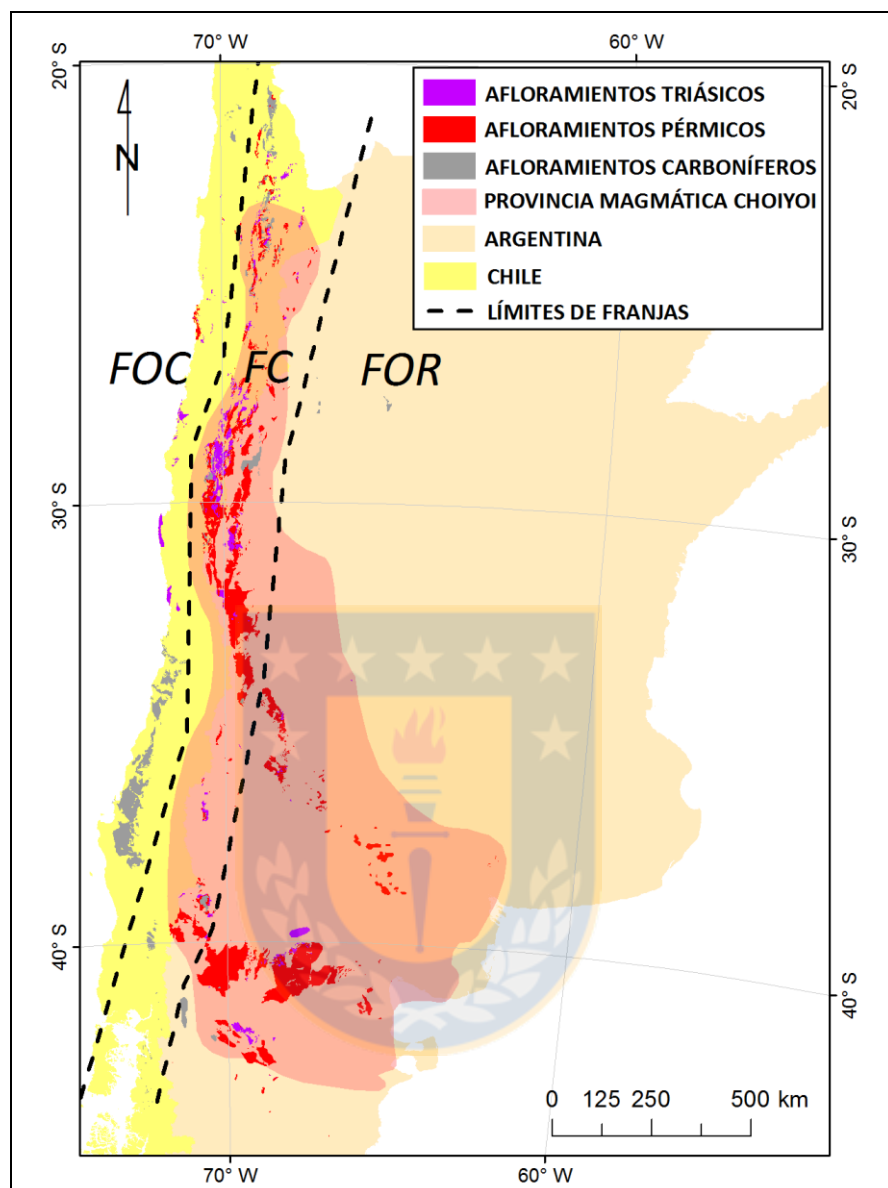 70° W
60° W
20° S
20° S
N
AFLORAMIENTOS TRIÁSICOS
AFLORAMIENTOS PÉRMICOS
AFLORAMIENTOS CARBONÍFEROS
PROVINCIA MAGMÁTICA CHOIYOI
ARGENTINA
CHILE
LÍMITES DE FRANJAS
FOC
FC
FOR
30° S
30° S
40° S
40° S
0 125 250 500 km
70° W
60° W